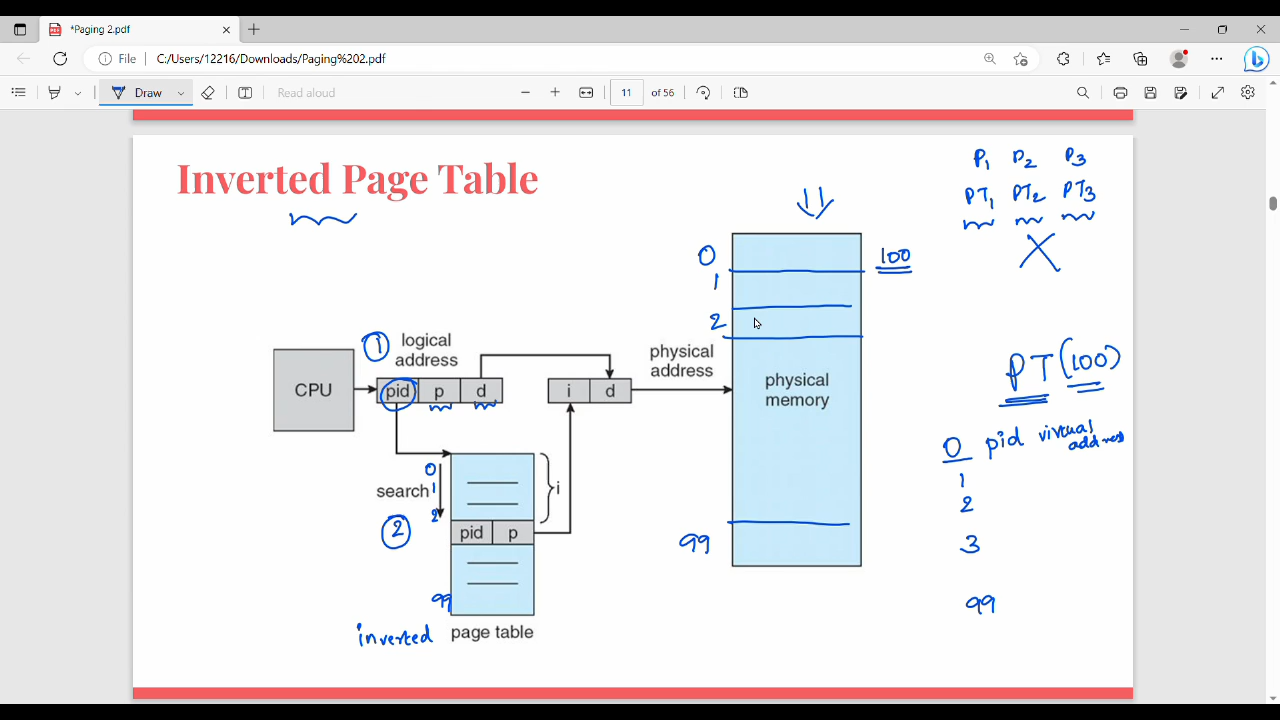 *Paging 2.pdf
File C:/Users/12216/Downloads/Paging%202.pdf
Draw Read aloud 11 of 56
Inverted Page Table
P1 P2 P3
PT1 PT2 PT3
0 100
1
2
1 logical
address
physical
address
CPU pid p d i d
physical
memory
PT (100)
0 pid virtual
address
1
2
3
99
0
1
2
search
i
2 pid p
99
99
inverted page table